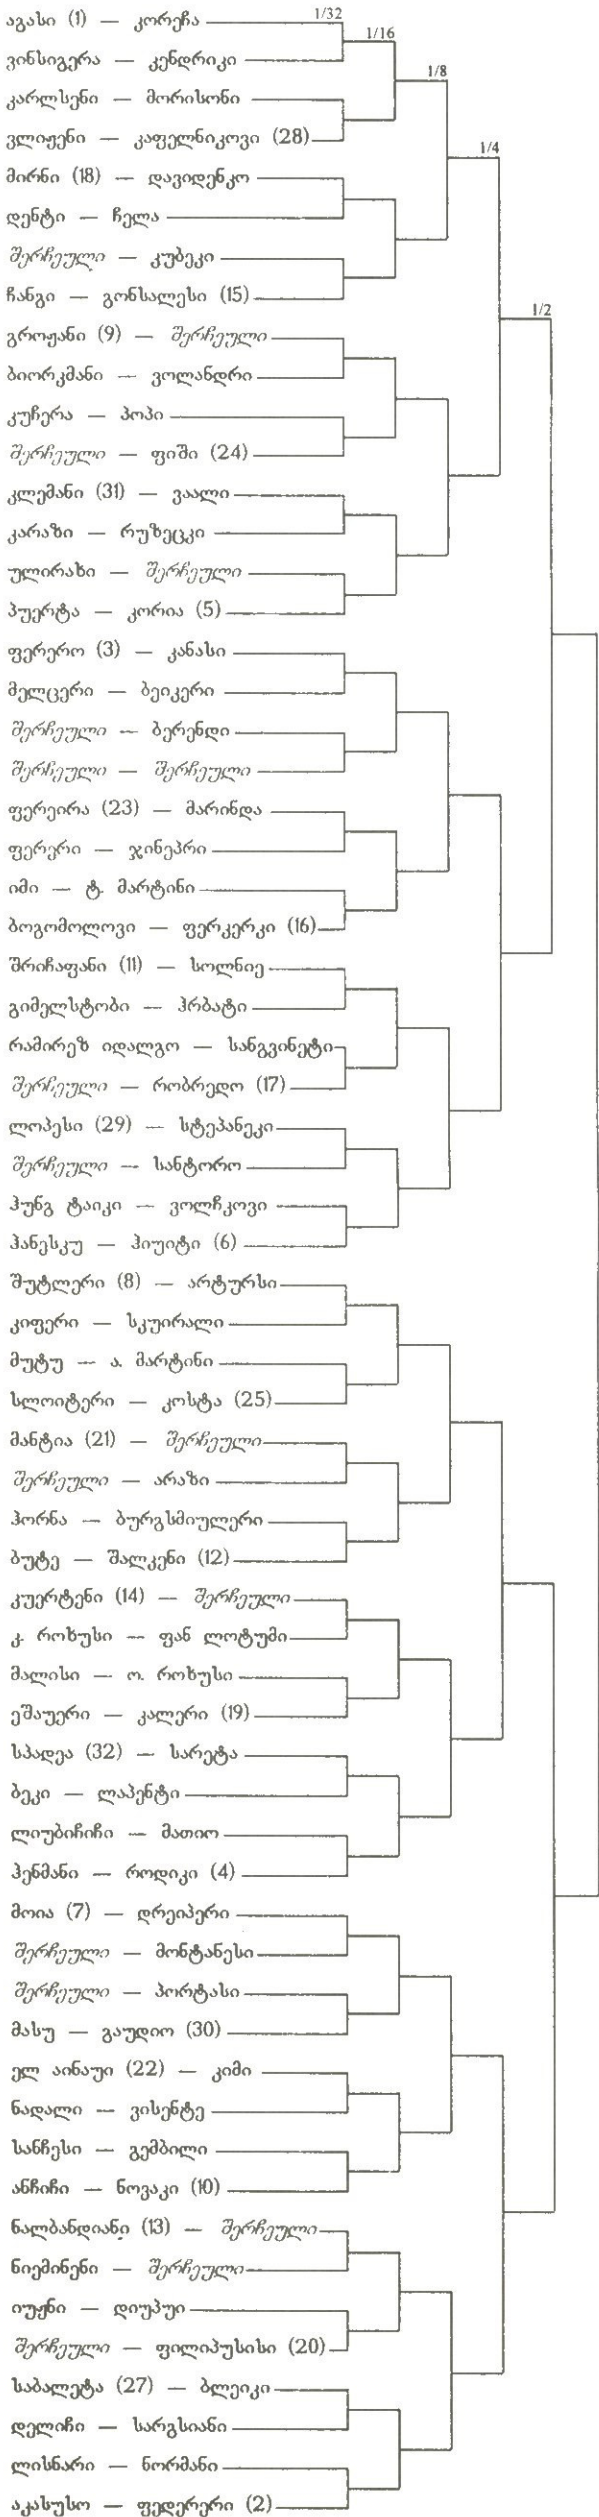 აგასი (1) — კორეჩა
1/32
1/16
ვინსიგერა — კენდრიკი
1/8
კარლსენი — მორისონი
ვლიჟენი — კაფელნიკოვი (28)
1/4
მირნი (18) — დავიდენკო
დენტი — ჩელა
შერჩეული — კუბეკი
ჩანგი — გონსალესი (15)
1/2
გროჟანი (9) — შერჩეული
ბიორკმანი — ვოლანდრი
კუჩერა — პოპი
შერჩეული — ფიში (24)
კლემანი (31) — ვაალი
კარაზი — რუზეცკი
ულირახი — შერჩეული
პუერტა — კორია (5)
ფერერო (3) — კანასი
მელცერი — ბეიკერი
შერჩეული — ბერენდი
შერჩეული — შერჩეული
ფერეირა (23) — მარინდა
ფერერი — ჯინეპრი
იმი — ტ. მარტინი
ბოგომოლოვი — ფერკერკი (16)
შრიჩაფანი (11) — სოლნიე
გიმელსტობი — ჰრბატი
რამირეზ იდალგო — სანგვინეტი
შერჩეული — რობრედო (17)
ლოპესი (29) — სტეპანეკი
შერჩეული — სანტორო
ჰუნგ ტაიკი — ვოლჩკოვი
ჰანესკუ — ჰიუიტი (6)
შუტლერი (8) — არტურსი
კიფერი — სკუირალი
მუტუ — ა. მარტინი
სლოიტერი — კოსტა (25)
მანტია (21) — შერჩეული
შერჩეული — არაზი
ჰორნა — ბურგსმიულერი
ბუტე — შალკენი (12)
კუერტენი (14) — შერჩეული
კ. როხუსი — ფან ლოტუმი
მალისი — ო. როხუსი
ეშაუერი — კალერი (19)
სპადეა (32) — სარეტა
ბეკი — ლაპენტი
ლიუბიჩიჩი — მათიო
ჰენმანი — როდიკი (4)
მოია (7) — დრეიპერი
შერჩეული — მონტანესი
შერჩეული — პორტასი
მასუ — გაუდიო (30)
ელ აინაუი (22) — კიმი
ნადალი — ვისენტე
სანჩესი — გემბილი
ანჩიჩი — ნოვაკი (10)
ნალბანდიანი (13) — შერჩეული
ნიემინენი — შერჩეული
იუჟნი — დიუპუი
შერჩეული — ფილიპუსისი (20)
საბალეტა (27) — ბლეიკი
დელიჩი — სარგსიანი
ლისნარი — ნორმანი
აკასუსო — ფედერერი (2)